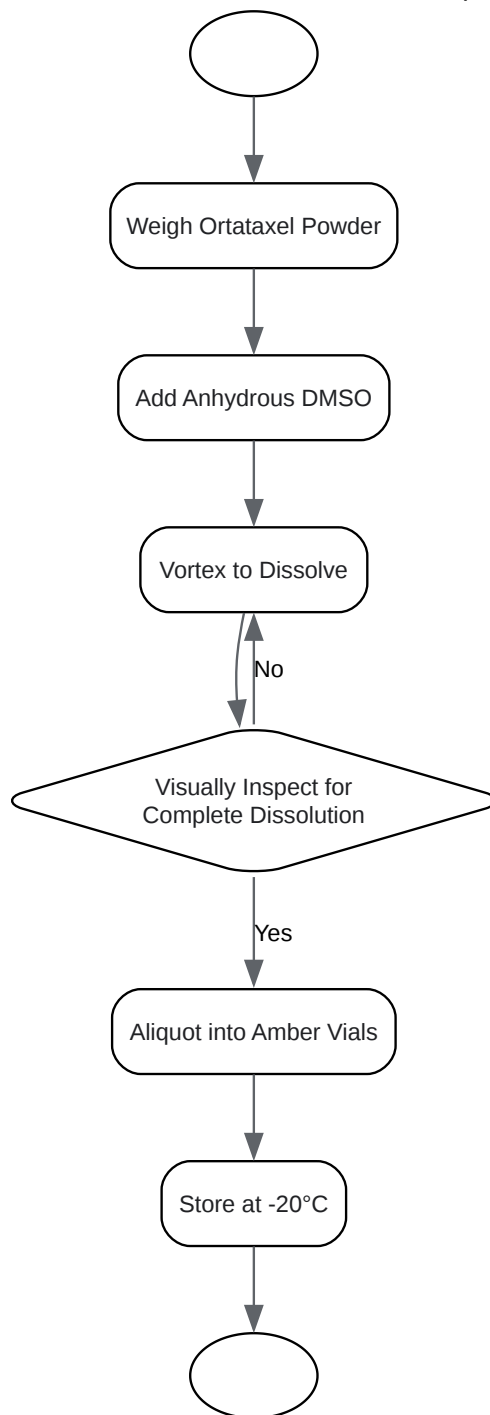 Weigh Ortataxel Powder
Add Anhydrous DMSO
Vortex to Dissolve
No
Visually Inspect for
Complete Dissolution
Yes
Aliquot into Amber Vials
Store at -20°C